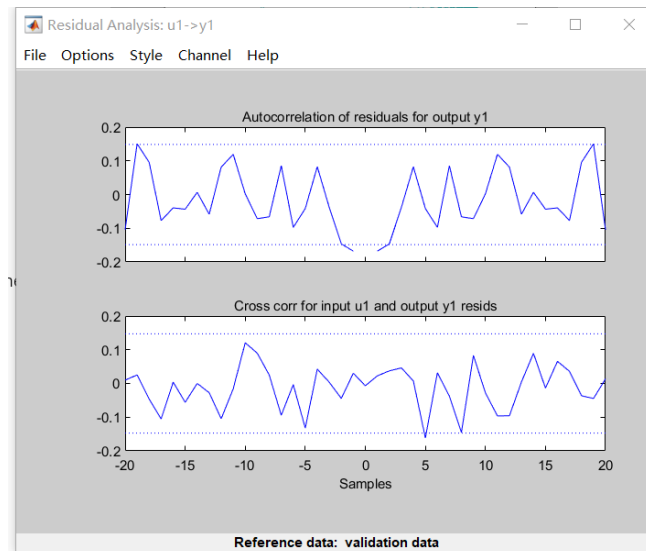 Residual Analysis: u1->y1
File Options Style Channel Help
Autocorrelation of residuals for output y1
0.2
0.1
0
-0.1
-0.2
Cross corr for input u1 and output y1 resids
0.2
0.1
0
-0.1
-0.2
-20 -15 -10 -5 0 5 10 15 20
Samples
Reference data: validation data